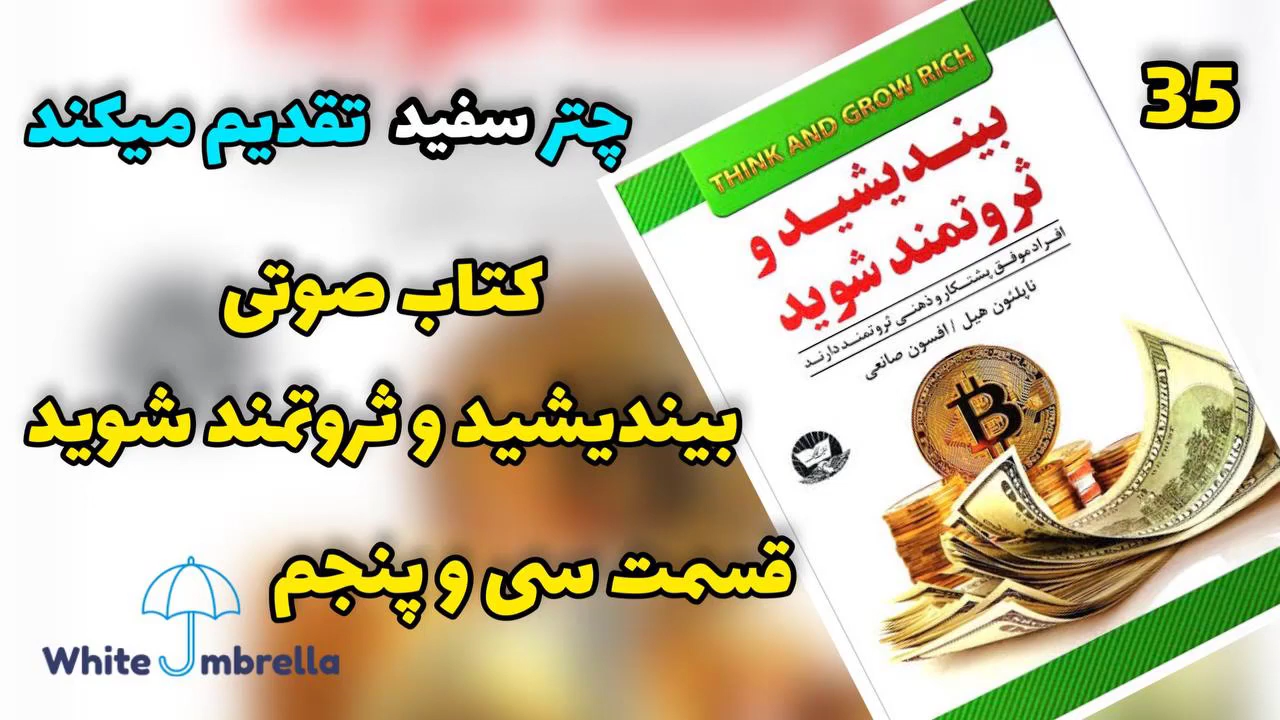 چتر سفید تقدیم میکند
35
کتاب صوتی
بیندیشید و ثروتمند شوید
قسمت سی و پنجم
White Umbrella
THINK AND GROW RICH
بیندیشید و
ثروتمند شوید
افراد موفق پشتکار و ذهنی ثروتمند دارند
ناپلئون هیل / افسون صانعی